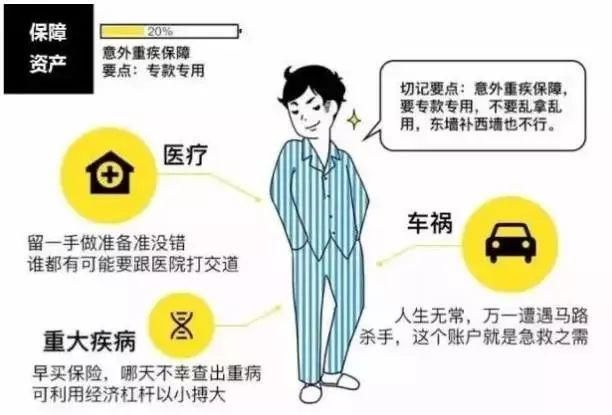 保障
资产
20%
意外重疾保障
要点：专款专用
切记要点：意外重疾保障，
要专款专用，不要乱拿乱
用，东墙补西墙也不行。
医疗
留一手做准备准没错
谁都有可能要跟医院打交道
车祸
人生无常，万一遭遇马路
杀手，这个账户就是急救之需
重大疾病
早买保险，哪天不幸查出重病
可利用经济杠杆以小搏大